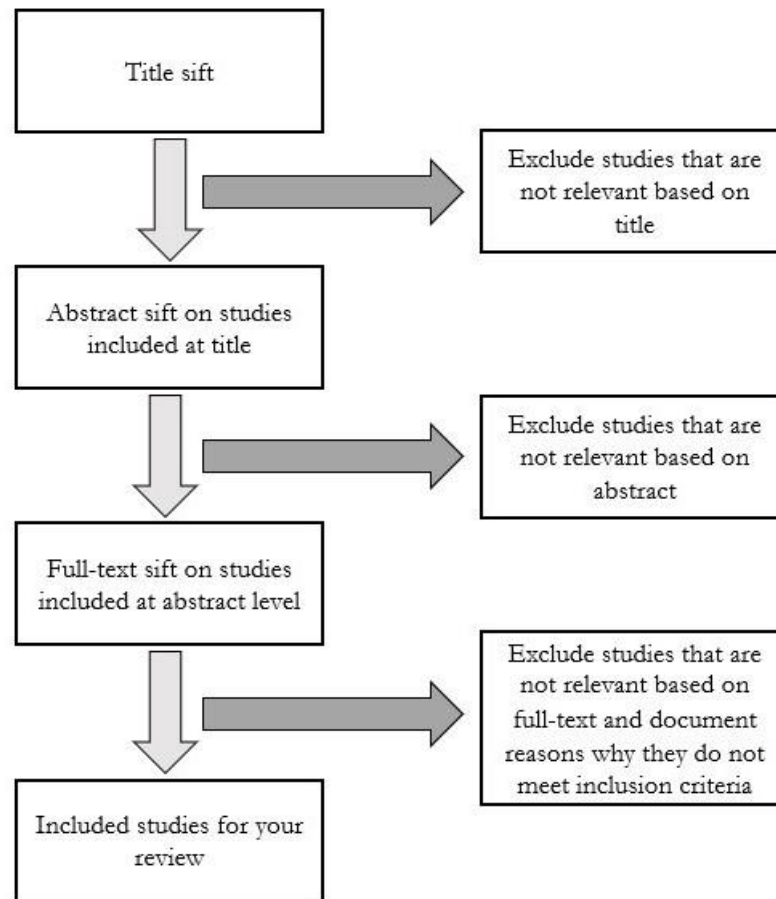 Title sift
Exclude studies that are
not relevant based on
title
Abstract sift on studies
included at title
Exclude studies that are
not relevant based on
abstract
Full-text sift on studies
included at abstract level
Exclude studies that are
not relevant based on
full-text and document
reasons why they do not
meet inclusion criteria
Included studies for your
review